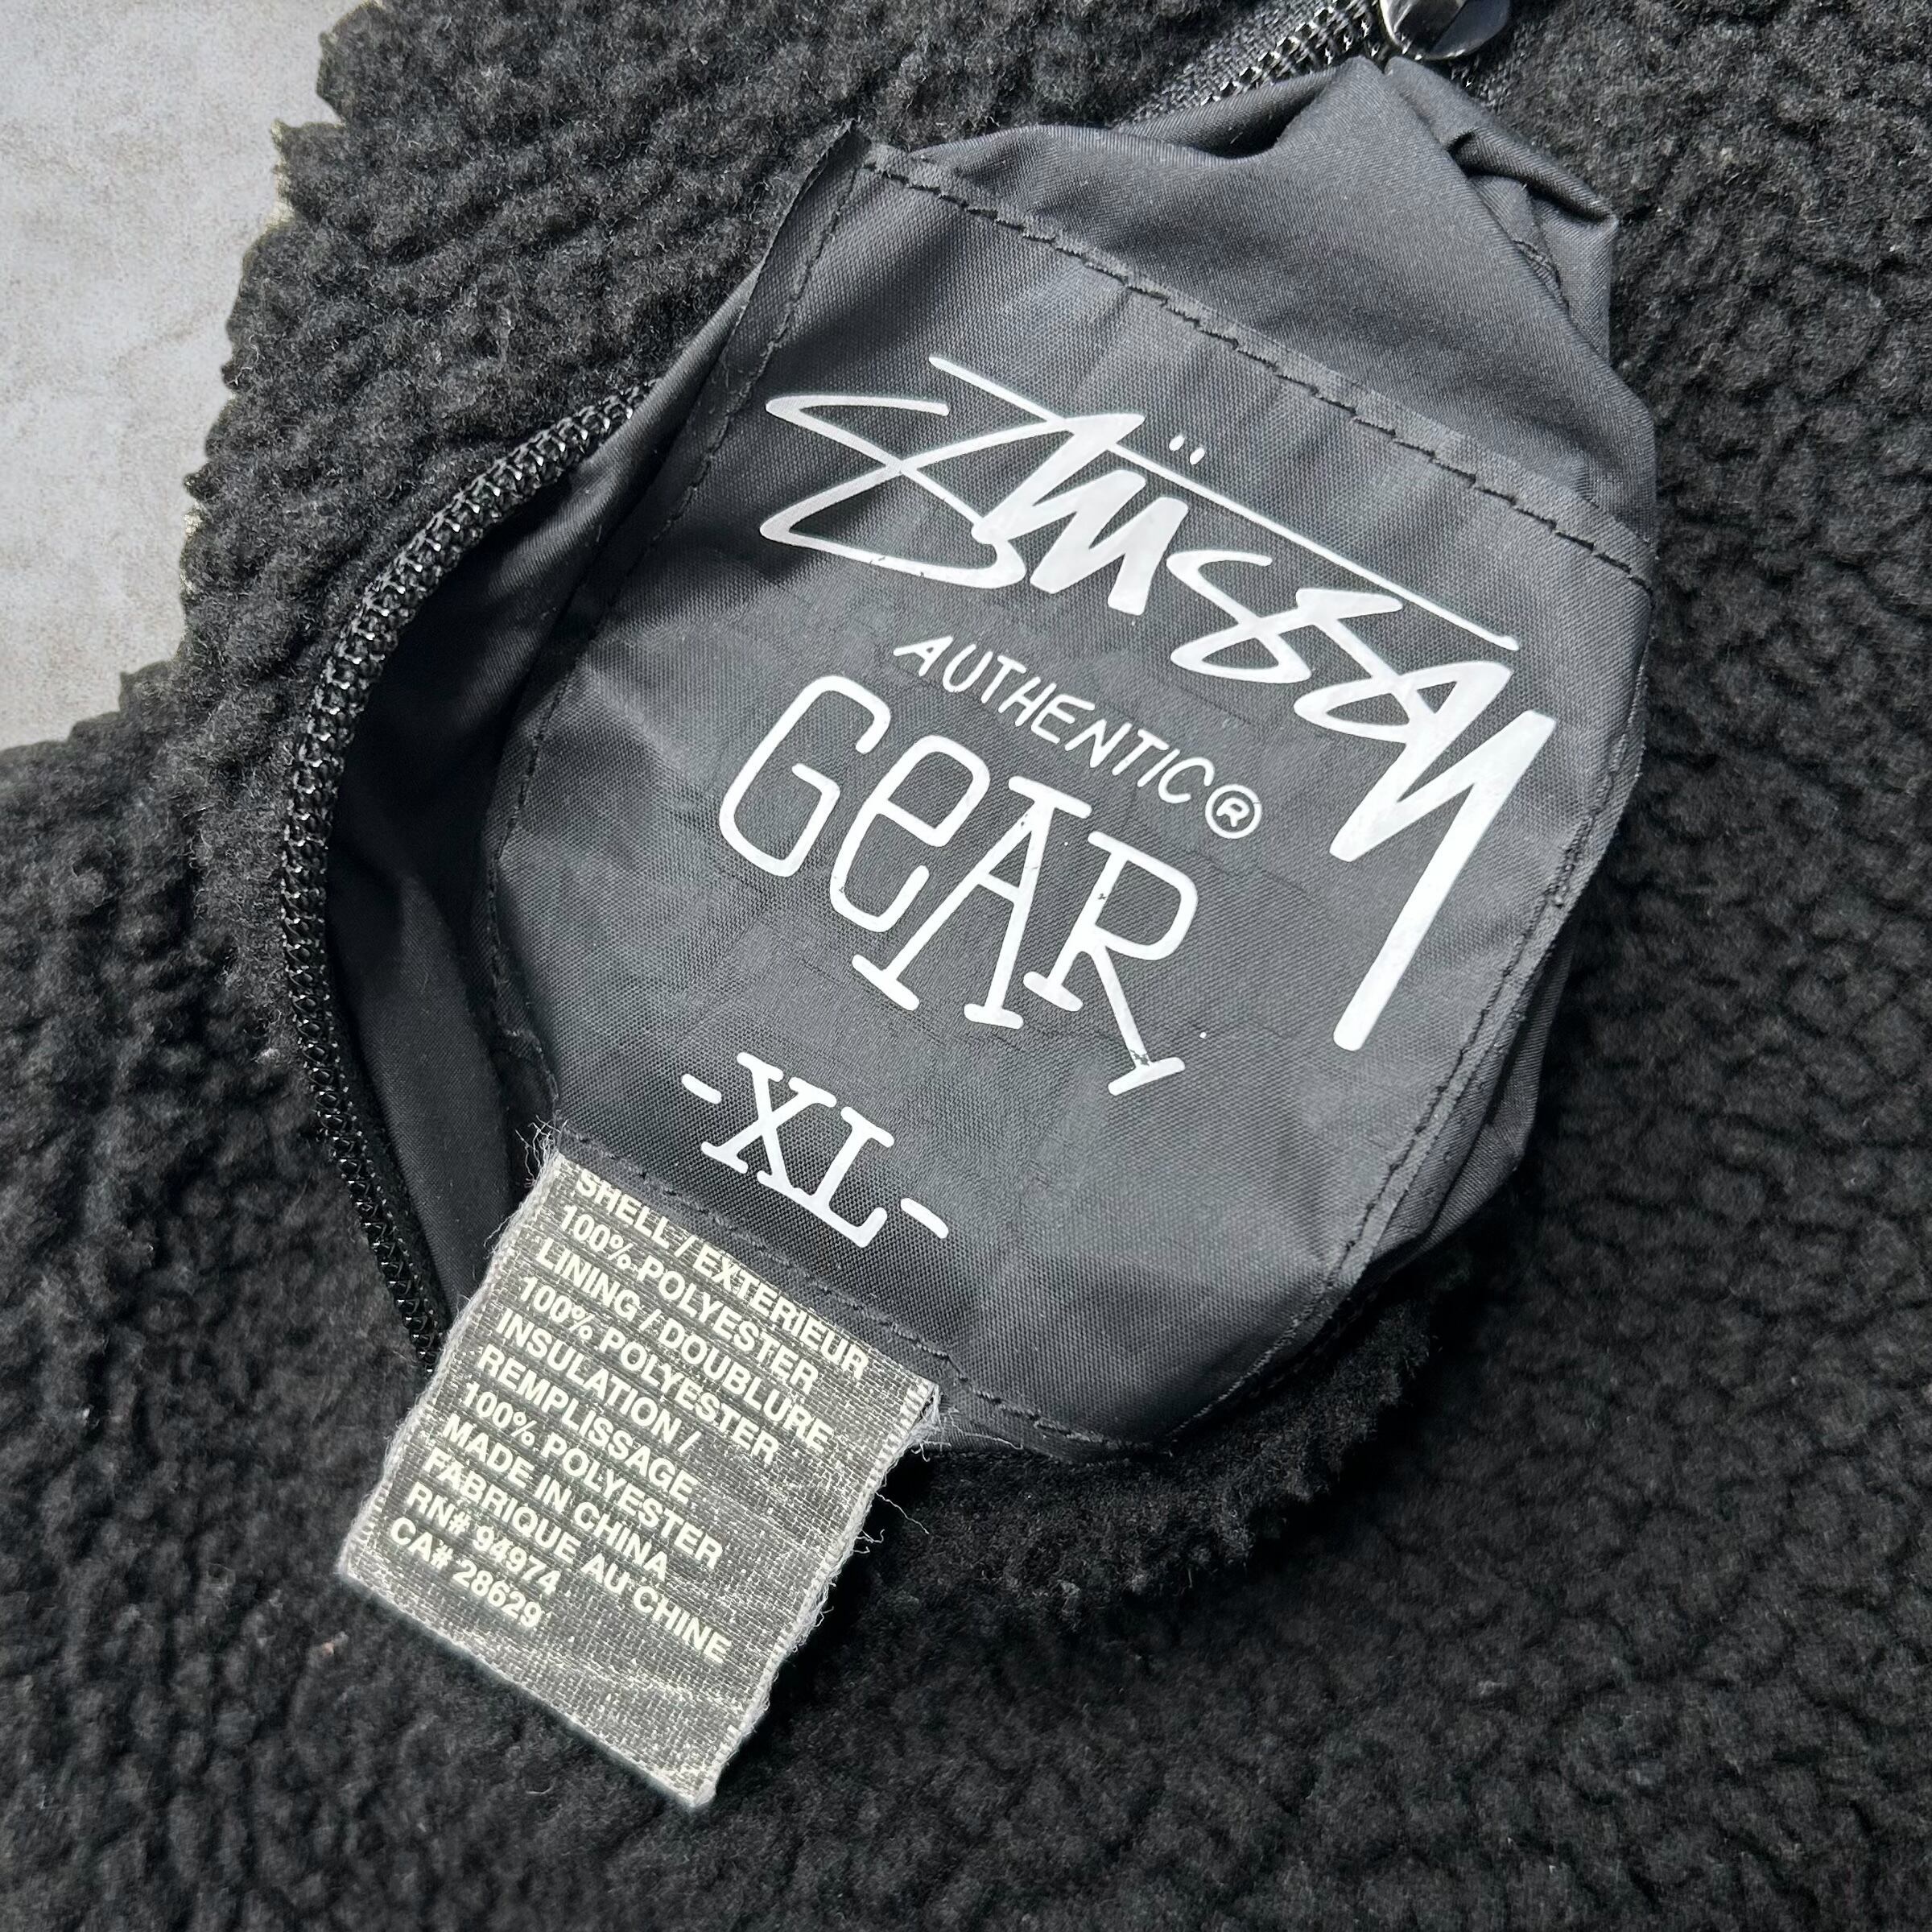 Stüssy
AUTHENTIC®
GeAR
-XL-
SHELL / EXTERIEUR
100% POLYESTER
LINING / DOUBLURE
100% POLYESTER
INSULATION /
REMPLISSAGE
100% POLYESTER
MADE IN CHINA
FABRIQUE AU CHINE
RN# 94974
CA# 28629